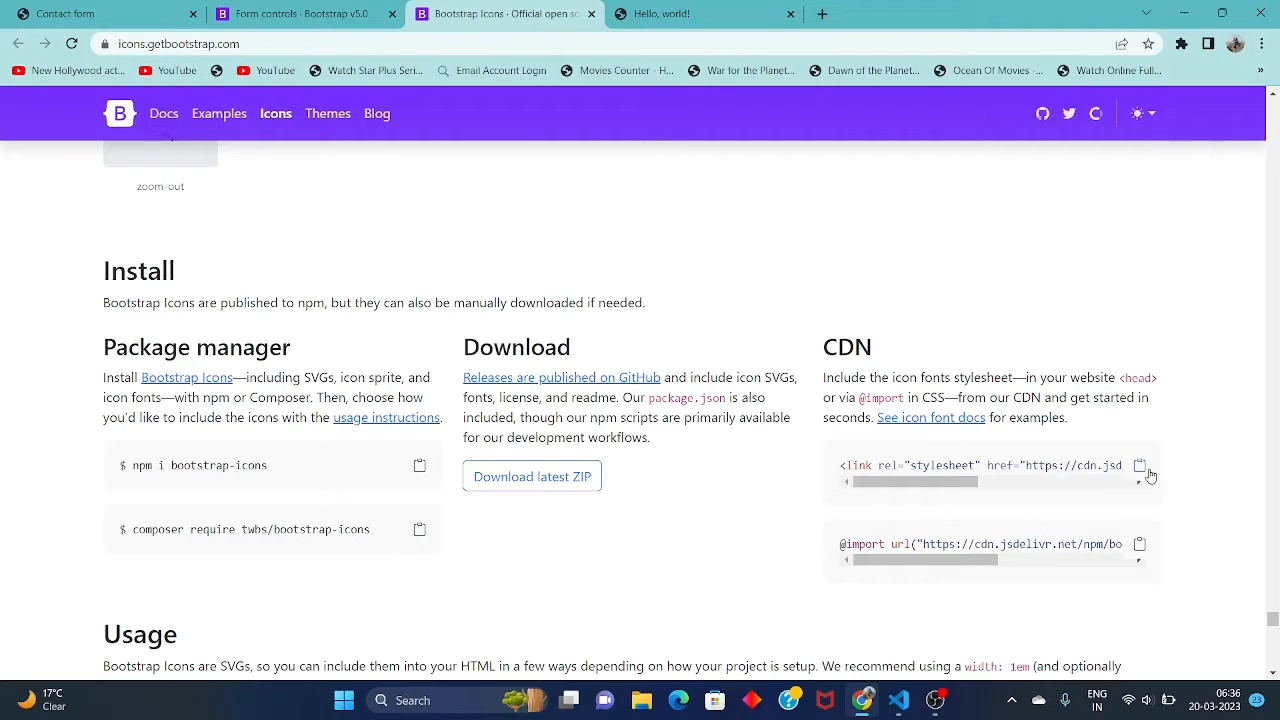 Contact form
Form controls · Bootstrap v5.0
Bootstrap Icons · Official open so
Hello, world!
icons.getbootstrap.com
New Hollywood act...
YouTube
YouTube
Watch Star Plus Seri...
Email Account Login
Movies Counter - H...
War for the Planet...
Dawn of the Planet...
Ocean Of Movies -...
Watch Online Full...
»
B
Docs
Examples
Icons
Themes
Blog
zoom-out
Install
Bootstrap Icons are published to npm, but they can also be manually downloaded if needed.
Package manager
Install Bootstrap Icons—including SVGs, icon sprite, and
icon fonts—with npm or Composer. Then, choose how
you'd like to include the icons with the usage instructions.
$ npm i bootstrap-icons
$ composer require twbs/bootstrap-icons
Download
Releases are published on GitHub and include icon SVGs,
fonts, license, and readme. Our package.json is also
included, though our npm scripts are primarily available
for our development workflows.
Download latest ZIP
CDN
Include the icon fonts stylesheet—in your website <head>
or via @import in CSS—from our CDN and get started in
seconds. See icon font docs for examples.
<link rel="stylesheet" href="https://cdn.jsd
@import url("https://cdn.jsdelivr.net/npm/bo
Usage
Bootstrap Icons are SVGs, so you can include them into your HTML in a few ways depending on how your project is setup. We recommend using a width: 1em (and optionally
17°C
Clear
Search
ENG
IN
06:36
20-03-2023
23